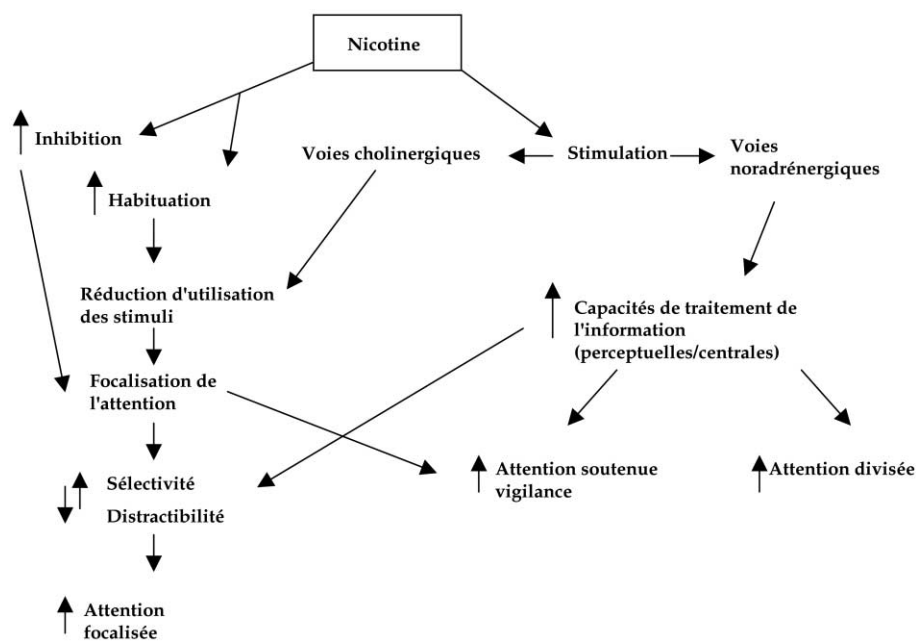 Nicotine
Inhibition
Voies cholinergiques
Stimulation
Voies
noradrénergiques
Habituation
Réduction d'utilisation
des stimuli
Capacités de traitement de
l'information
(perceptuelles/centrales)
Focalisation de
l'attention
Sélectivité
Distractibilité
Attention soutenue
vigilance
Attention divisée
Attention
focalisée